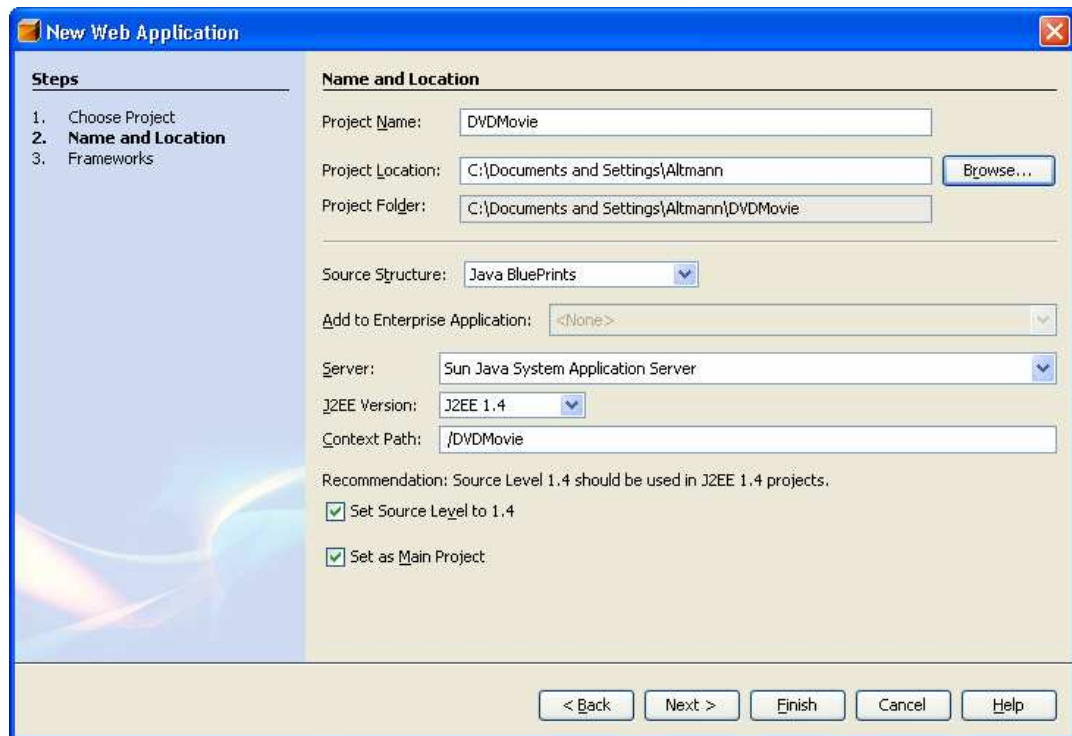 New Web Application
Steps
1. Choose Project
2. Name and Location
3. Frameworks
Name and Location
Project Name: DVDMovie
Project Location: C:\Documents and Settings\Altmann Browse...
Project Folder: C:\Documents and Settings\Altmann\DVDMovie
Source Structure: Java BluePrints
Add to Enterprise Application: <None>
Server: Sun Java System Application Server
J2EE Version: J2EE 1.4
Context Path: /DVDMovie
Recommendation: Source Level 1.4 should be used in J2EE 1.4 projects.
Set Source Level to 1.4
Set as Main Project
< Back Next > Finish Cancel Help